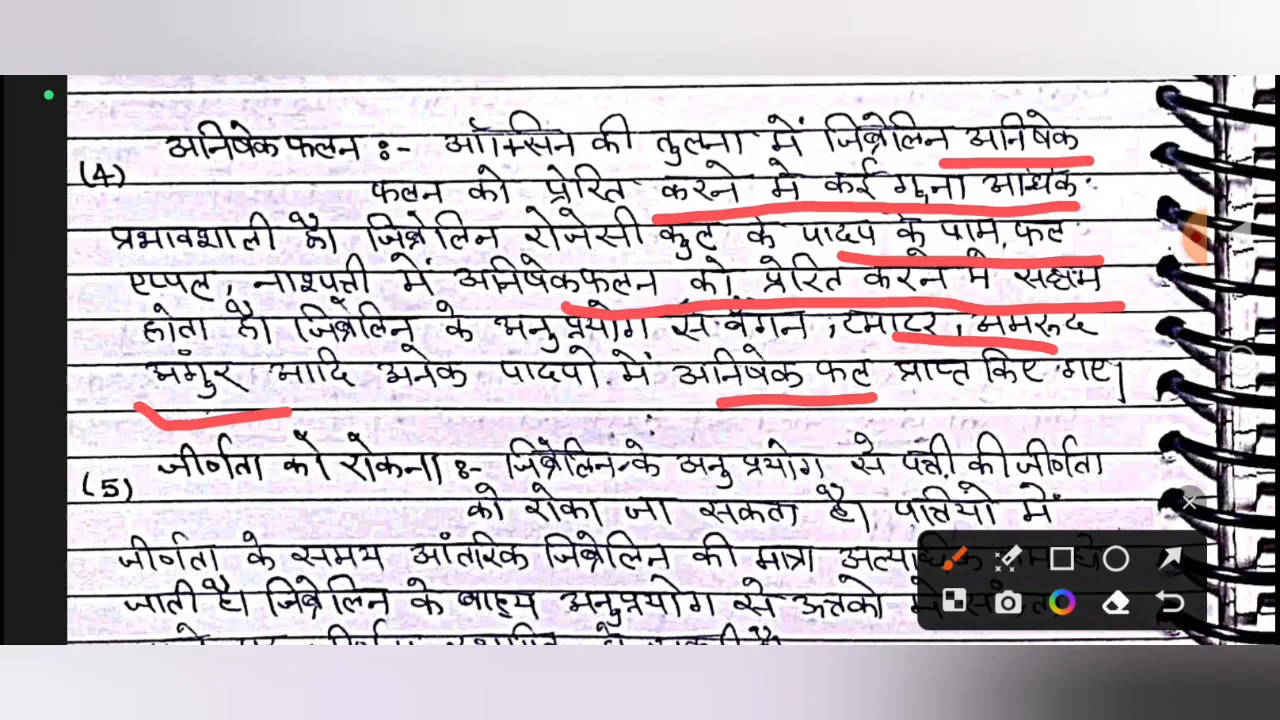 अनिषेकफलन :- ऑक्सिन की तुलना में जिब्रेलिन अनिषेक
(4)
फलन को प्रेरित करने मे कई गुना अधिक
प्रभावशाली है। जिब्रेलिन रोजेसी कुल के पादप के पाम, फल
एप्पल, नाश्पती में अनिषेकफलन को प्रेरित करने मे सक्षम
होता है। जिब्रेलिन के अनुप्रयोग से बैंगन, टमाटर, अमरूद
अंगुर आदि अनेक पादपो में अनिषेक फल प्राप्त किए गए।
जीर्णता को रोकना :- जिब्रेलिन के अनुप्रयोग से पत्ती की जीर्णता
(5)
को रोका जा सकता है। पतियो में
जीर्णता के समय आंतरिक जिब्रेलिन की मात्रा
जाती है। जिब्रेलिन के बाह्य अनुप्रयोग से ऊतको